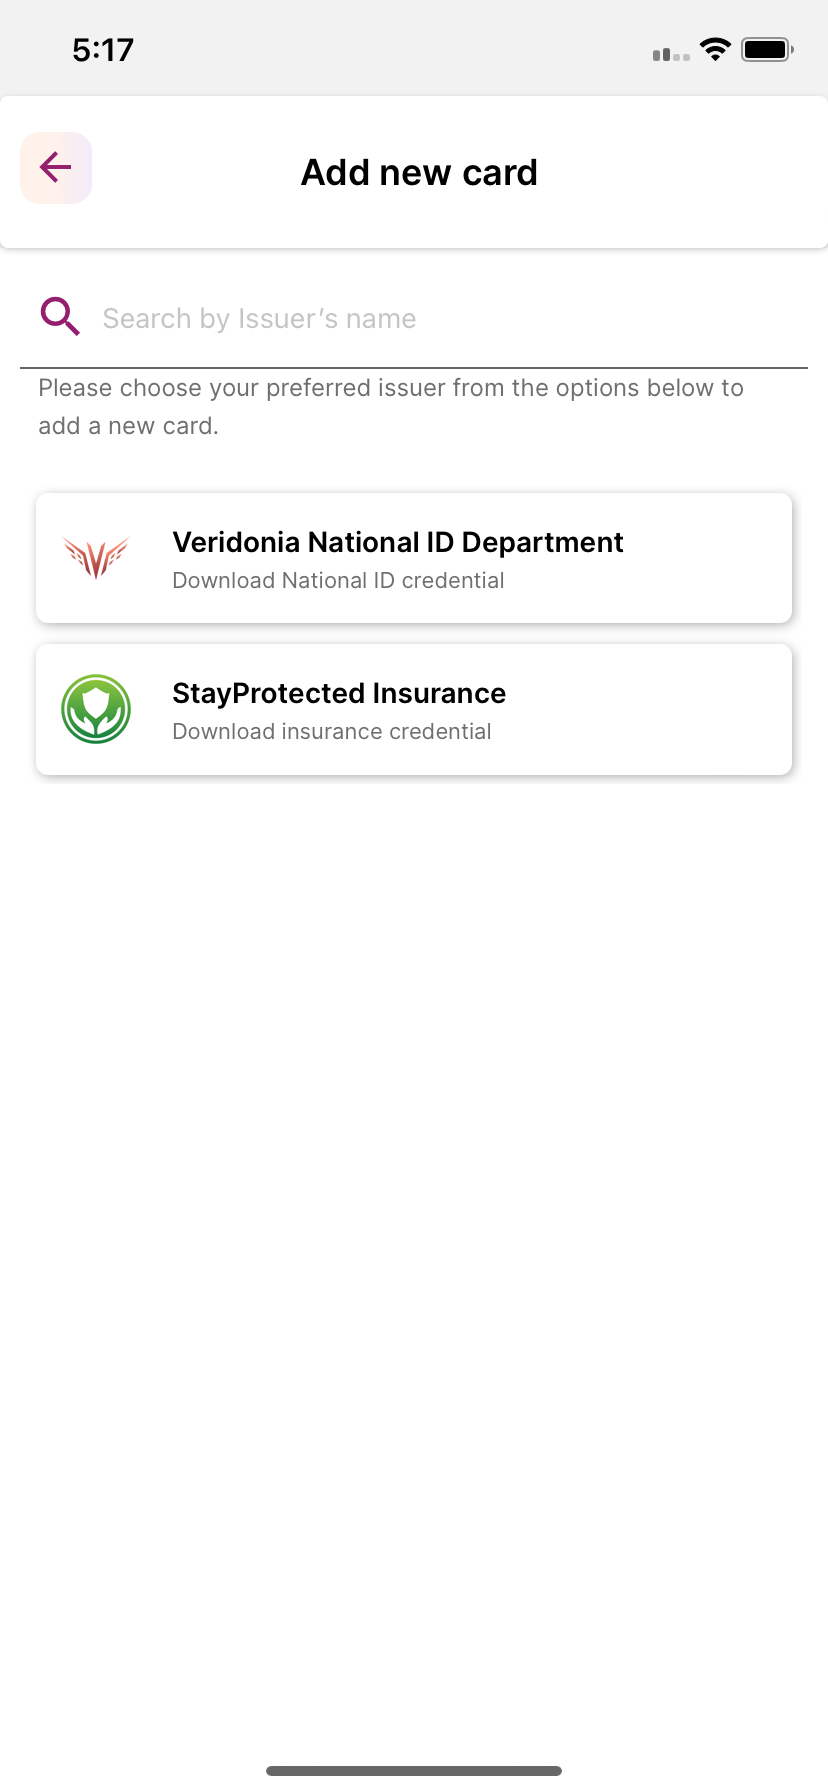 5:17
Add new card
Search by Issuer’s name
Please choose your preferred issuer from the options below to
add a new card.
Veridonia National ID Department
Download National ID credential
StayProtected Insurance
Download insurance credential